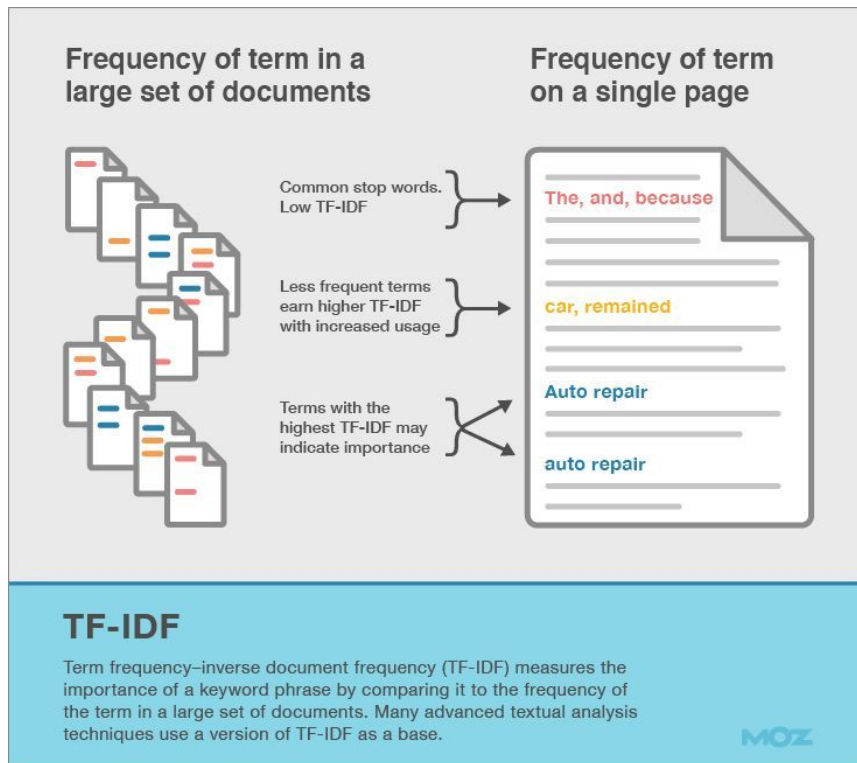 Frequency of term in a
large set of documents
Frequency of term
on a single page
Common stop words.
Low TF-IDF
The, and, because
Less frequent terms
earn higher TF-IDF
with increased usage
car, remained
Terms with the
highest TF-IDF may
indicate importance
Auto repair
auto repair
TF-IDF
Term frequency–inverse document frequency (TF-IDF) measures the
importance of a keyword phrase by comparing it to the frequency of
the term in a large set of documents. Many advanced textual analysis
techniques use a version of TF-IDF as a base.
MOZ